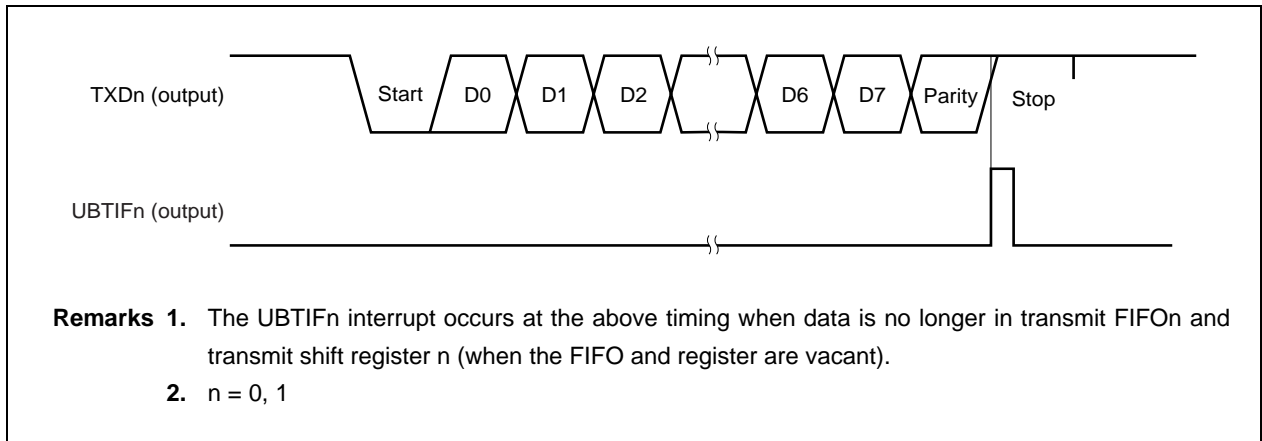 TXDn (output)
Start D0 D1 D2 D6 D7 Parity Stop
UBTIFn (output)
Remarks 1. The UBTIFn interrupt occurs at the above timing when data is no longer in transmit FIFOn and
transmit shift register n (when the FIFO and register are vacant).
2. n = 0, 1